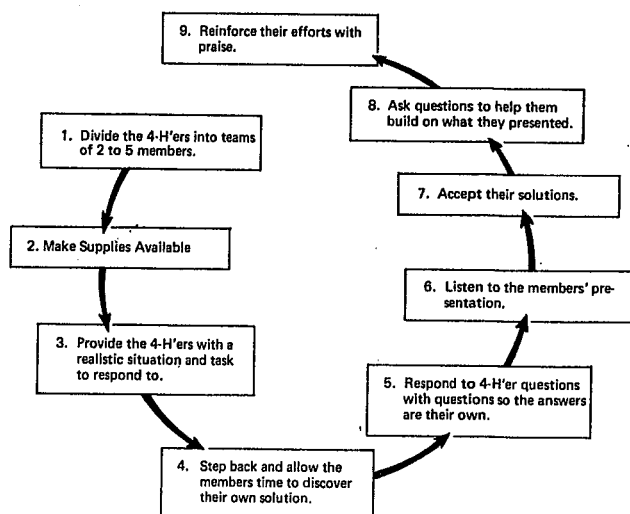 1. Divide the 4-H'ers into teams
of 2 to 5 members.
2. Make Supplies Available
3. Provide the 4-H'ers with a
realistic situation and task
to respond to.
4. Step back and allow the
members time to discover
their own solution.
5. Respond to 4-H'er questions
with questions so the answers
are their own.
6. Listen to the members' pre-
sentation.
7. Accept their solutions.
8. Ask questions to help them
build on what they presented.
9. Reinforce their efforts with
praise.